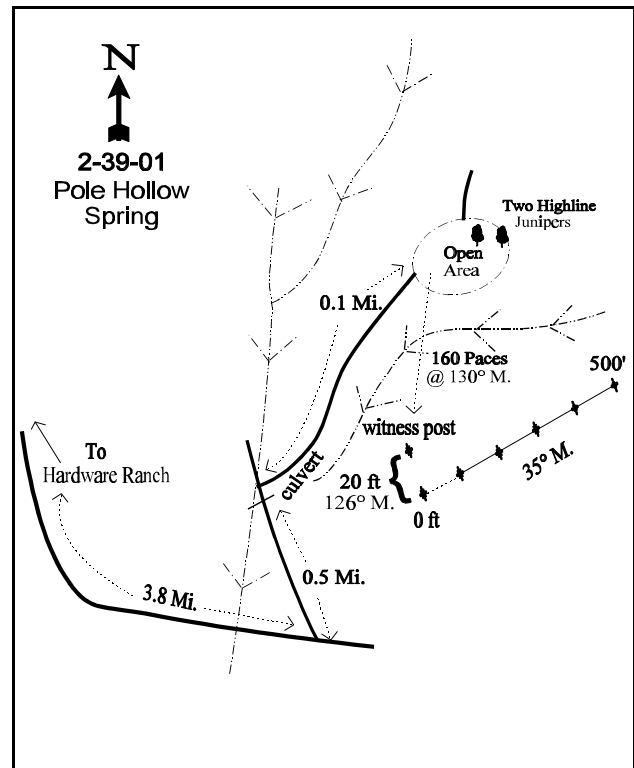 N
2-39-01
Pole Hollow
Spring
Two Highline
Junipers
Open
Area
0.1 Mi.
160 Paces
@ 130° M.
500'
witness post
35° M.
To
Hardware Ranch
culvert
20 ft
126° M.
0 ft
0.5 Mi.
3.8 Mi.